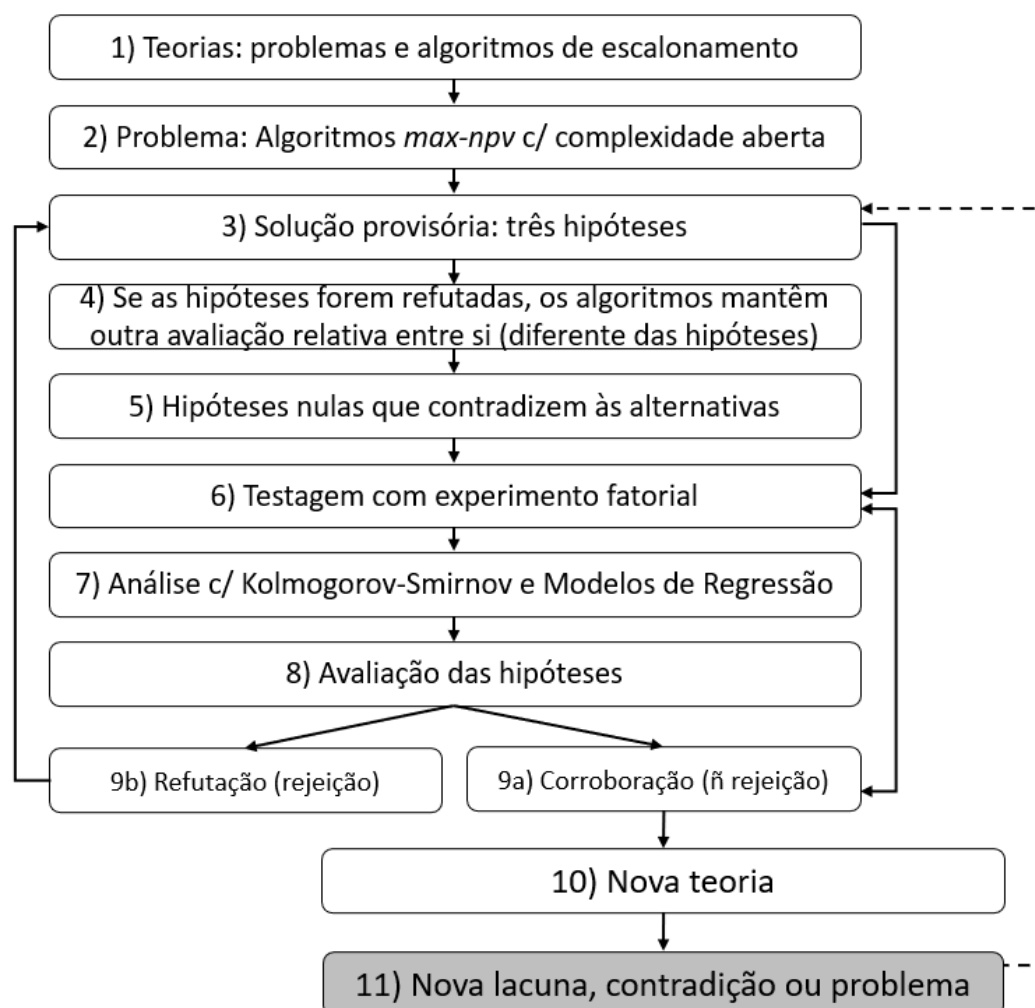 1) Teorias: problemas e algoritmos de escalonamento
2) Problema: Algoritmos max-npv c/ complexidade aberta
3) Solução provisória: três hipóteses
4) Se as hipóteses forem refutadas, os algoritmos mantêm
outra avaliação relativa entre si (diferente das hipóteses)
5) Hipóteses nulas que contradizem às alternativas
6) Testagem com experimento fatorial
7) Análise c/ Kolmogorov-Smirnov e Modelos de Regressão
8) Avaliação das hipóteses
9b) Refutação (rejeição)
9a) Corroboração (ñ rejeição)
10) Nova teoria
11) Nova lacuna, contradição ou problema